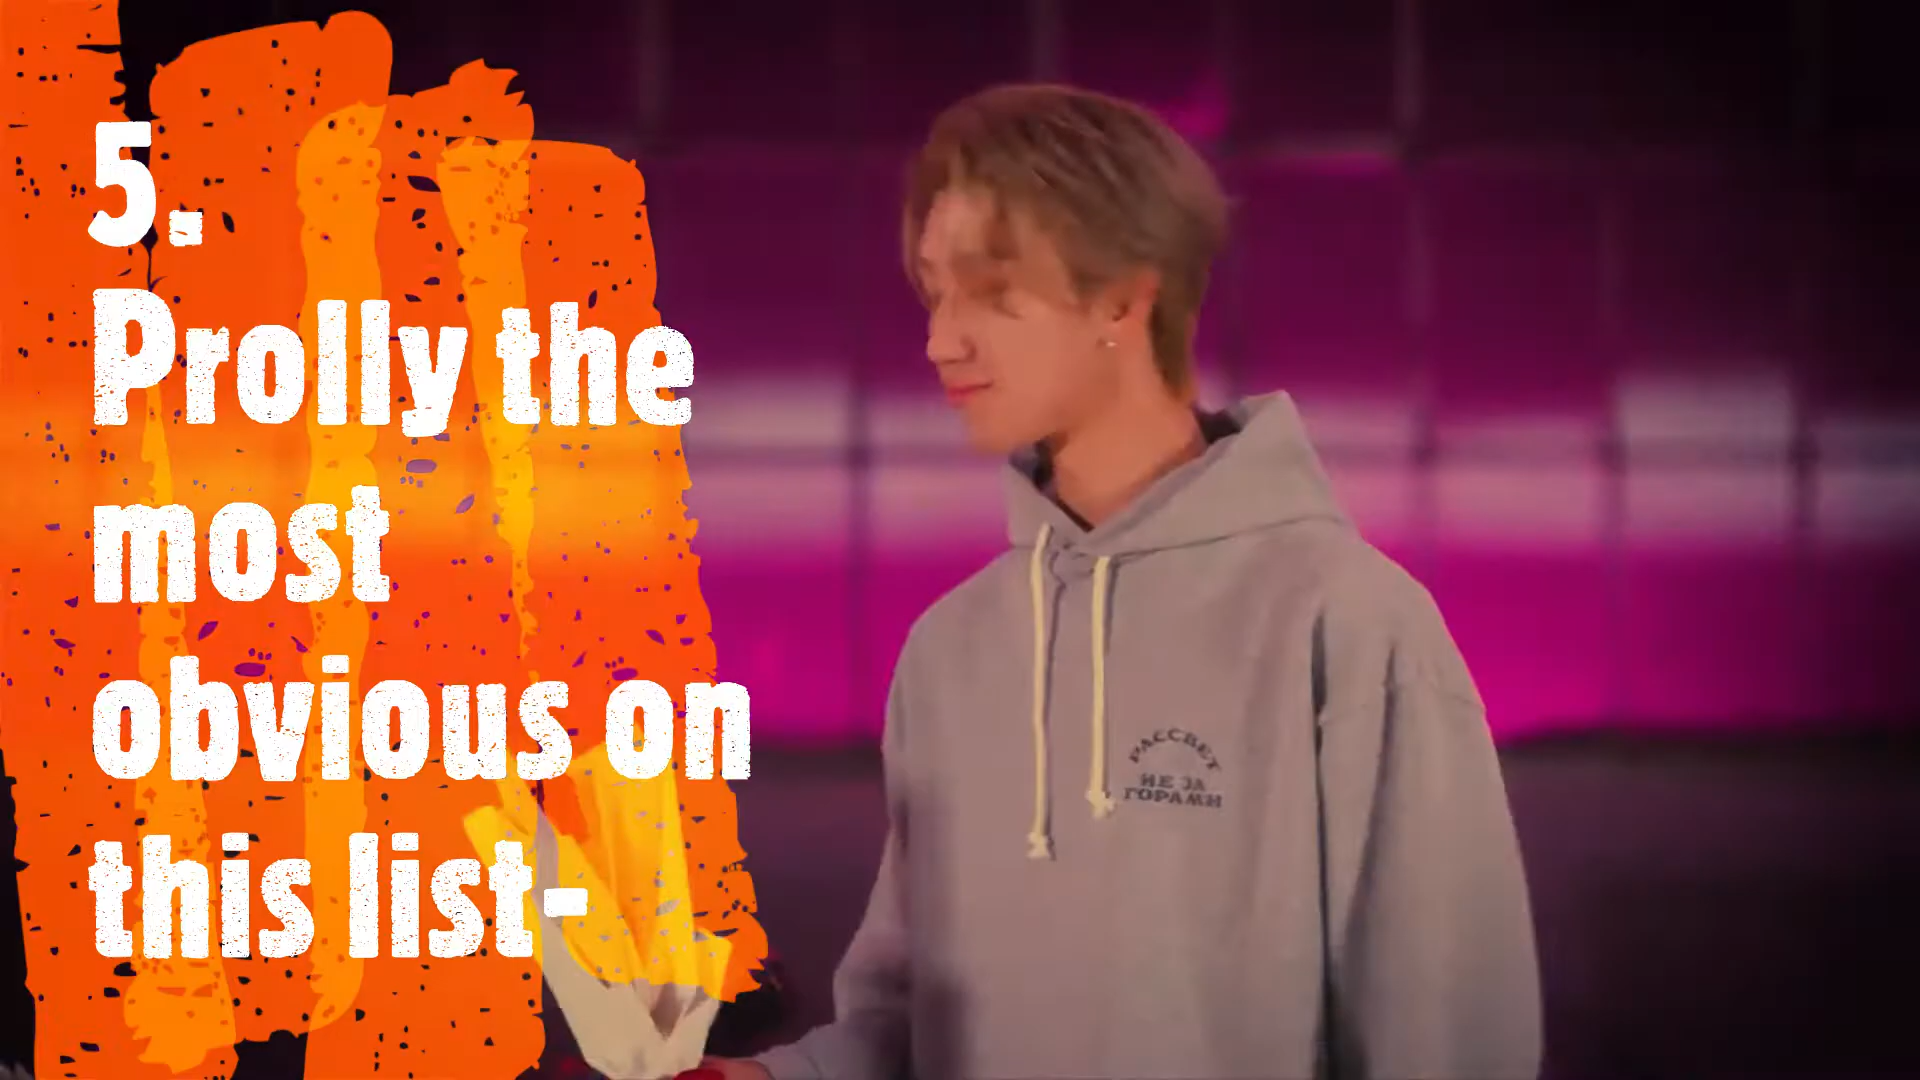 5.
Prolly the
most
obvious on
this list-
РАССВЕТ
НЕ ЗА
ГОРАМИ